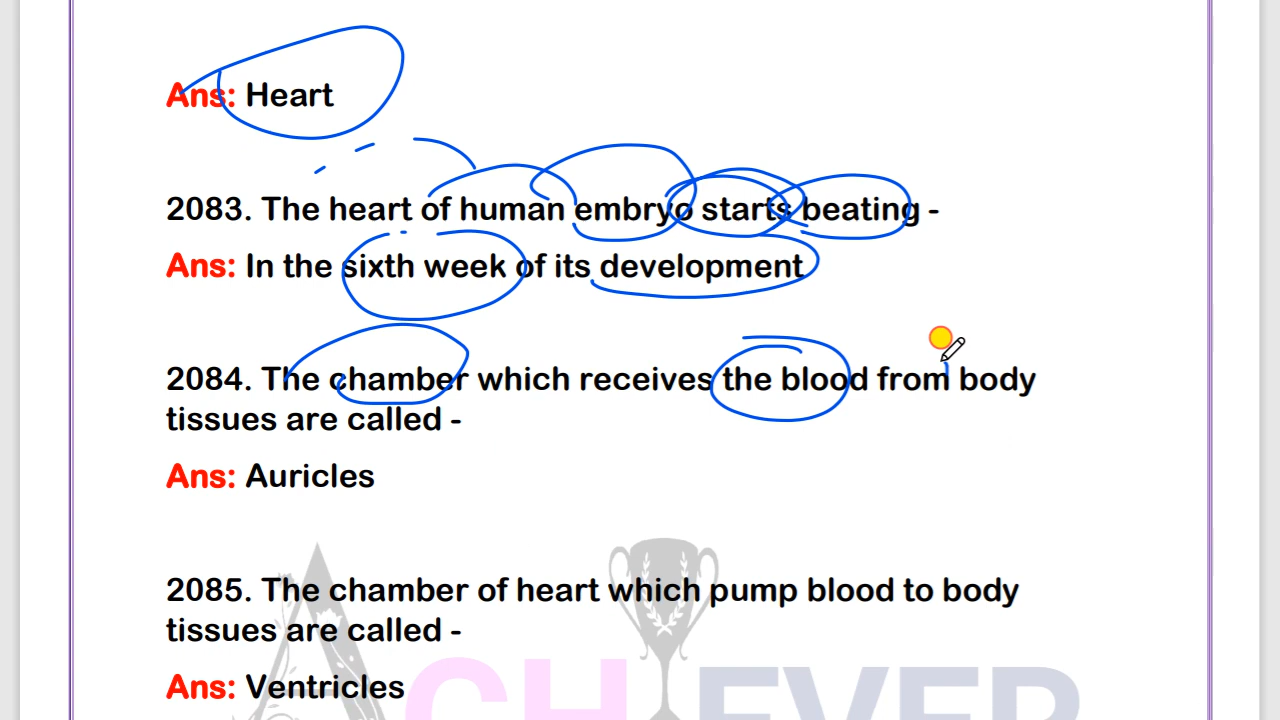 Ans: Heart
2083. The heart of human embryo starts beating -
Ans: In the sixth week of its development
2084. The chamber which receives the blood from body
tissues are called -
Ans: Auricles
2085. The chamber of heart which pump blood to body
tissues are called -
Ans: Ventricles
ACHIEVER